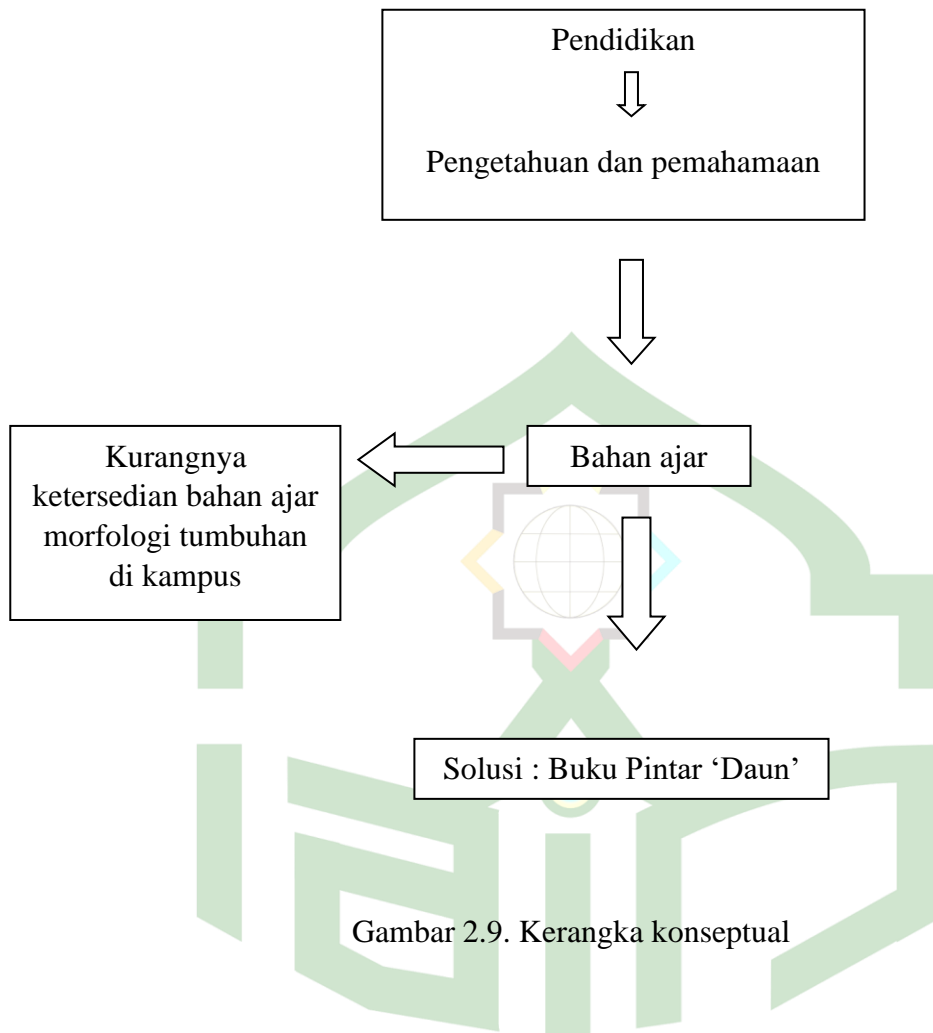 Pendidikan
Pengetahuan dan pemahamaan
Bahan ajar
Kurangnya
ketersedian bahan ajar
morfologi tumbuhan
di kampus
Solusi : Buku Pintar ‘Daun’
Gambar 2.9. Kerangka konseptual